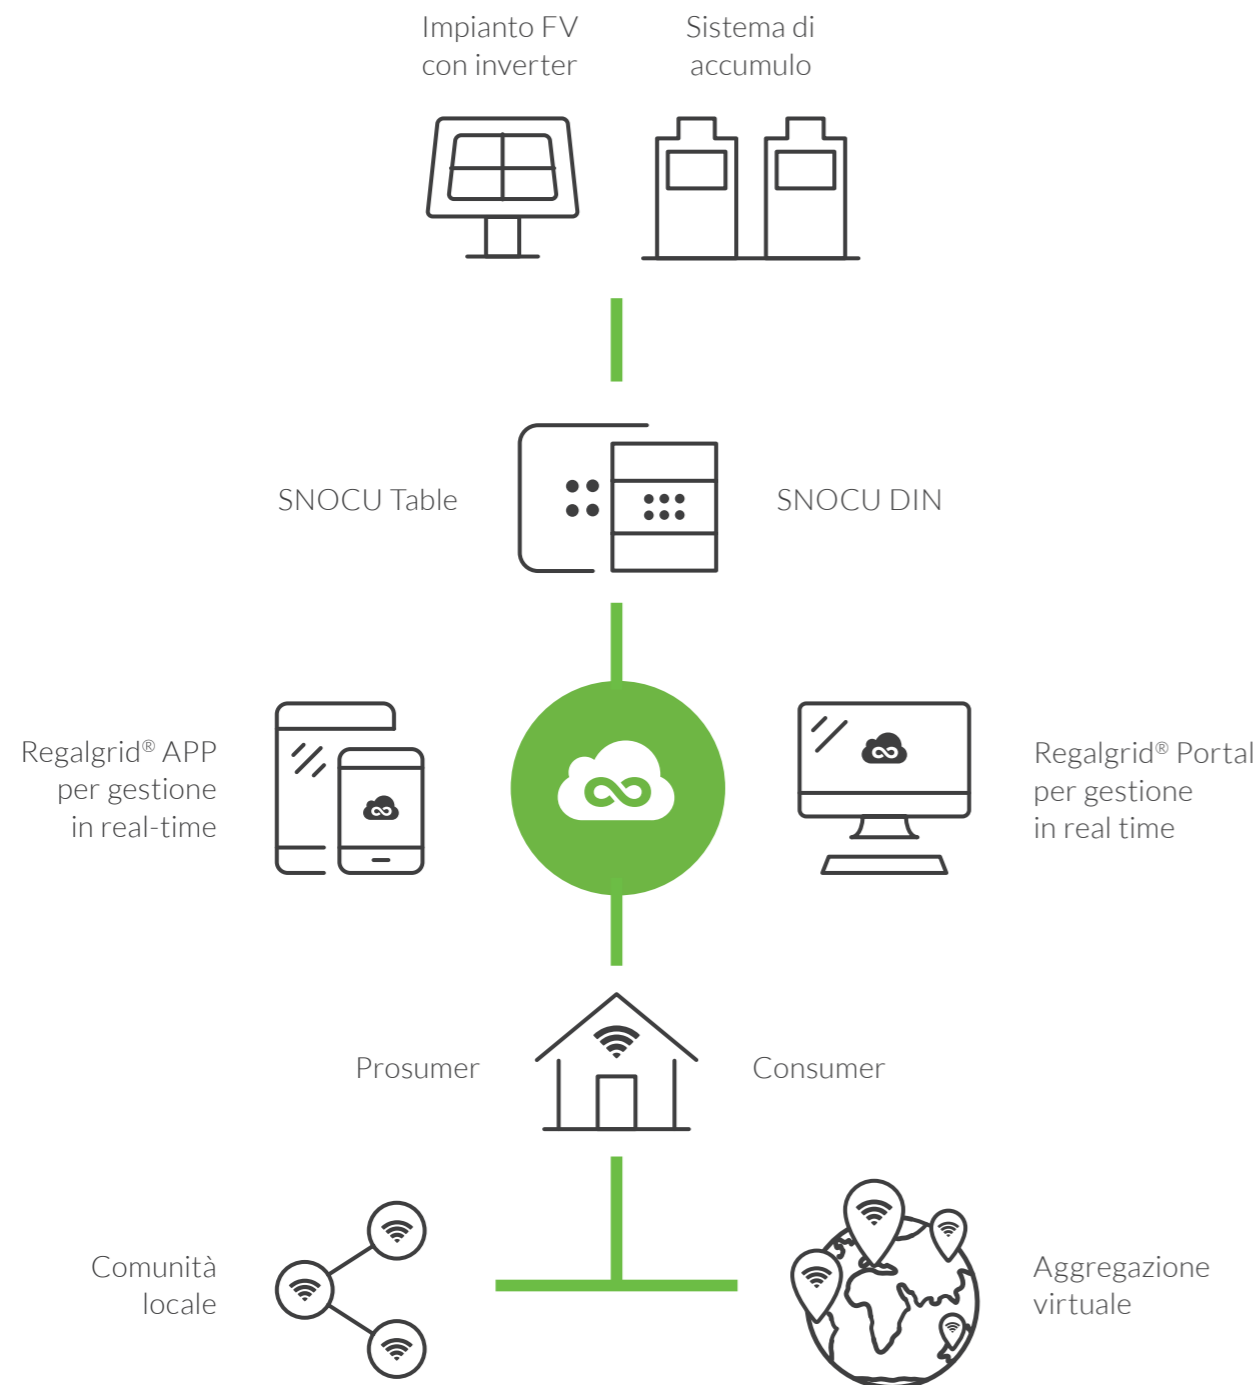 Impianto FV
con inverter
Sistema di
accumulo
SNOCU Table
SNOCU DIN
Regalgrid® APP
per gestione
in real-time
Regalgrid® Portal
per gestione
in real time
Prosumer
Consumer
Comunità
locale
Aggregazione
virtuale